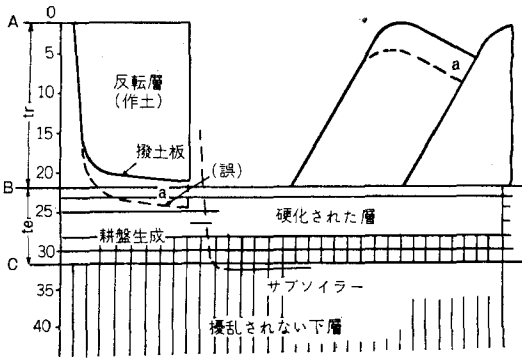 A
0
5
10
15
20
25
30
35
40
tr
B
te
C
反転層
(作土)
撥土板
(誤)
a
a
硬化された層
耕盤生成
サブソイラー
擾乱されない下層